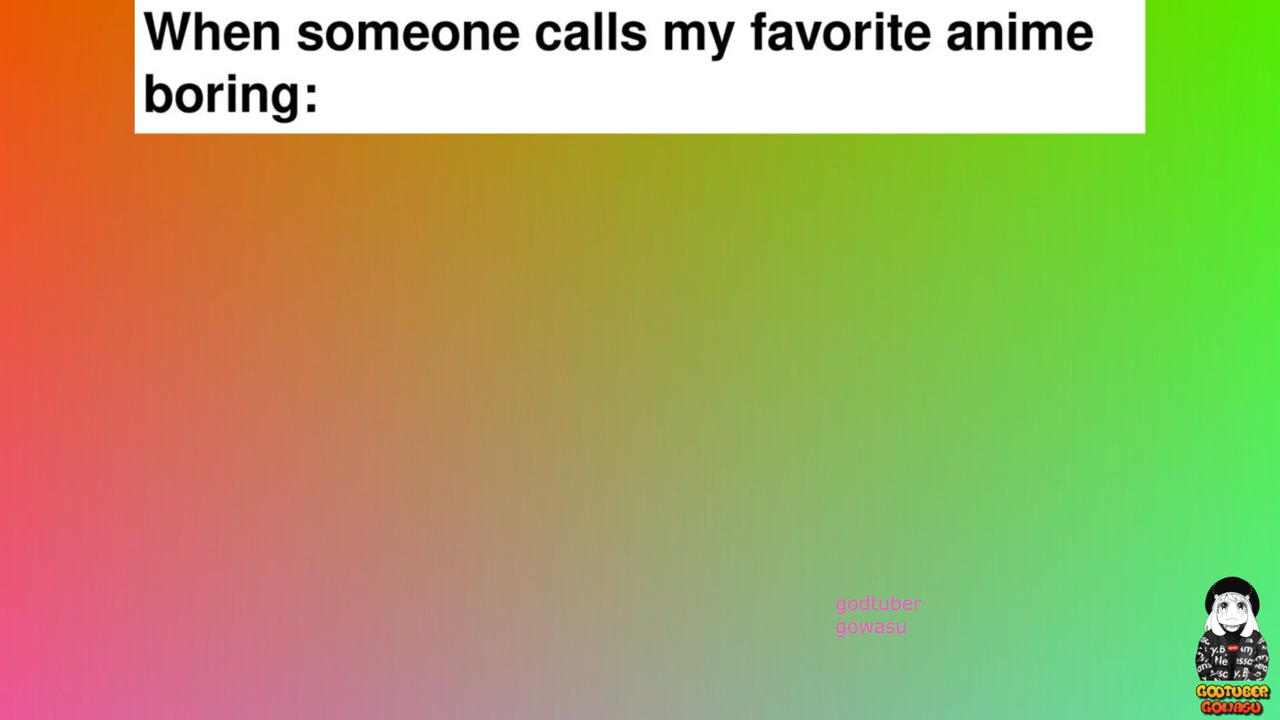 When someone calls my favorite anime
boring:
godtuber
gowasu
GODTUBER
GOWASU